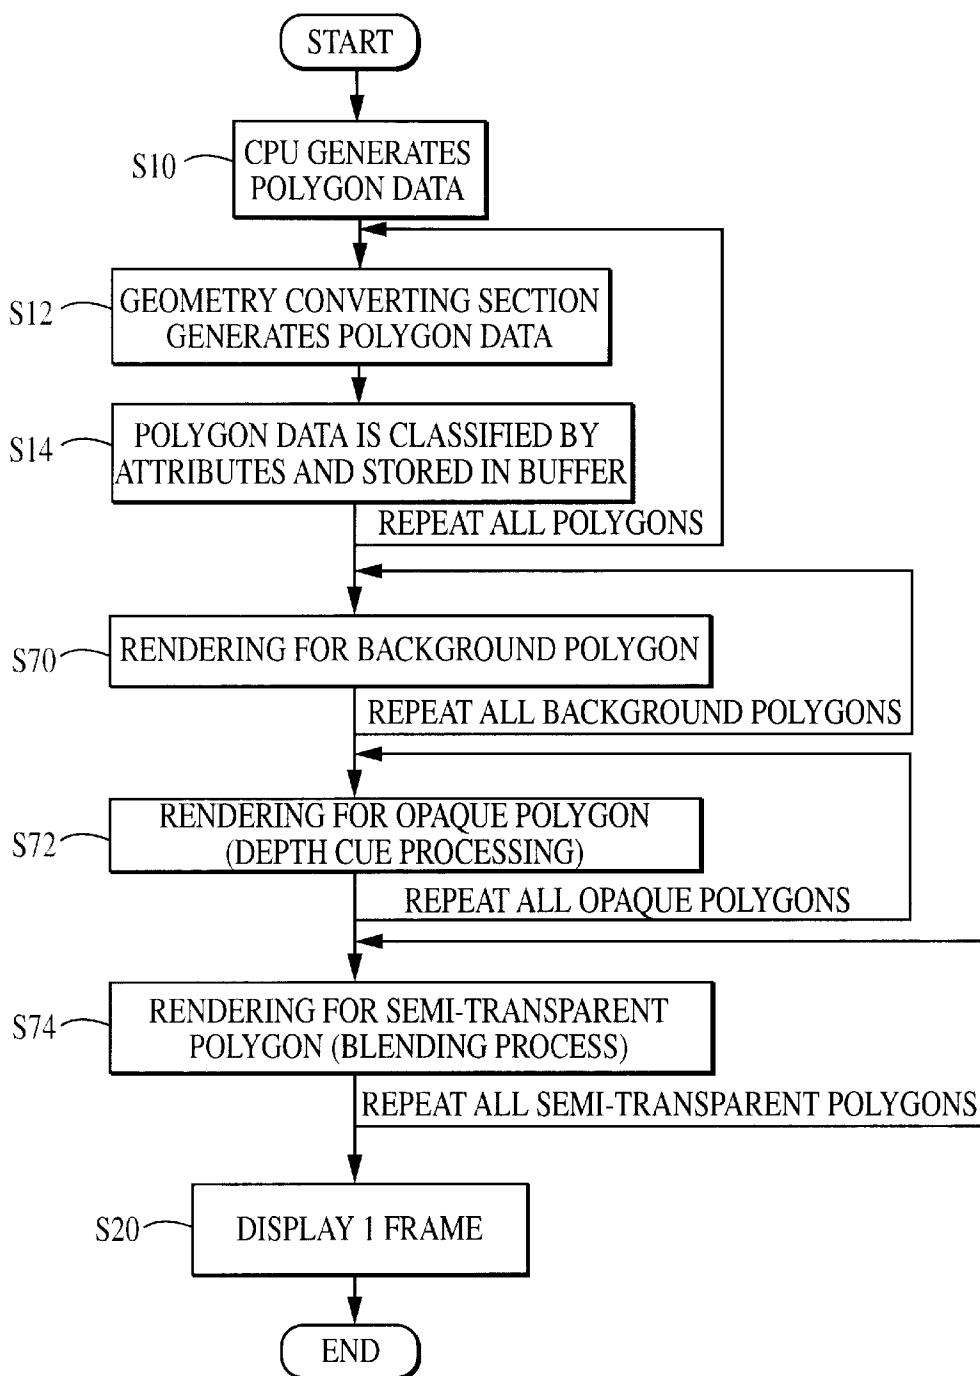 START
S10
CPU GENERATES
POLYGON DATA
S12
GEOMETRY CONVERTING SECTION
GENERATES POLYGON DATA
S14
POLYGON DATA IS CLASSIFIED BY
ATTRIBUTES AND STORED IN BUFFER
REPEAT ALL POLYGONS
S70
RENDERING FOR BACKGROUND POLYGON
REPEAT ALL BACKGROUND POLYGONS
S72
RENDERING FOR OPAQUE POLYGON
(DEPTH CUE PROCESSING)
REPEAT ALL OPAQUE POLYGONS
S74
RENDERING FOR SEMI-TRANSPARENT
POLYGON (BLENDING PROCESS)
REPEAT ALL SEMI-TRANSPARENT POLYGONS
S20
DISPLAY 1 FRAME
END